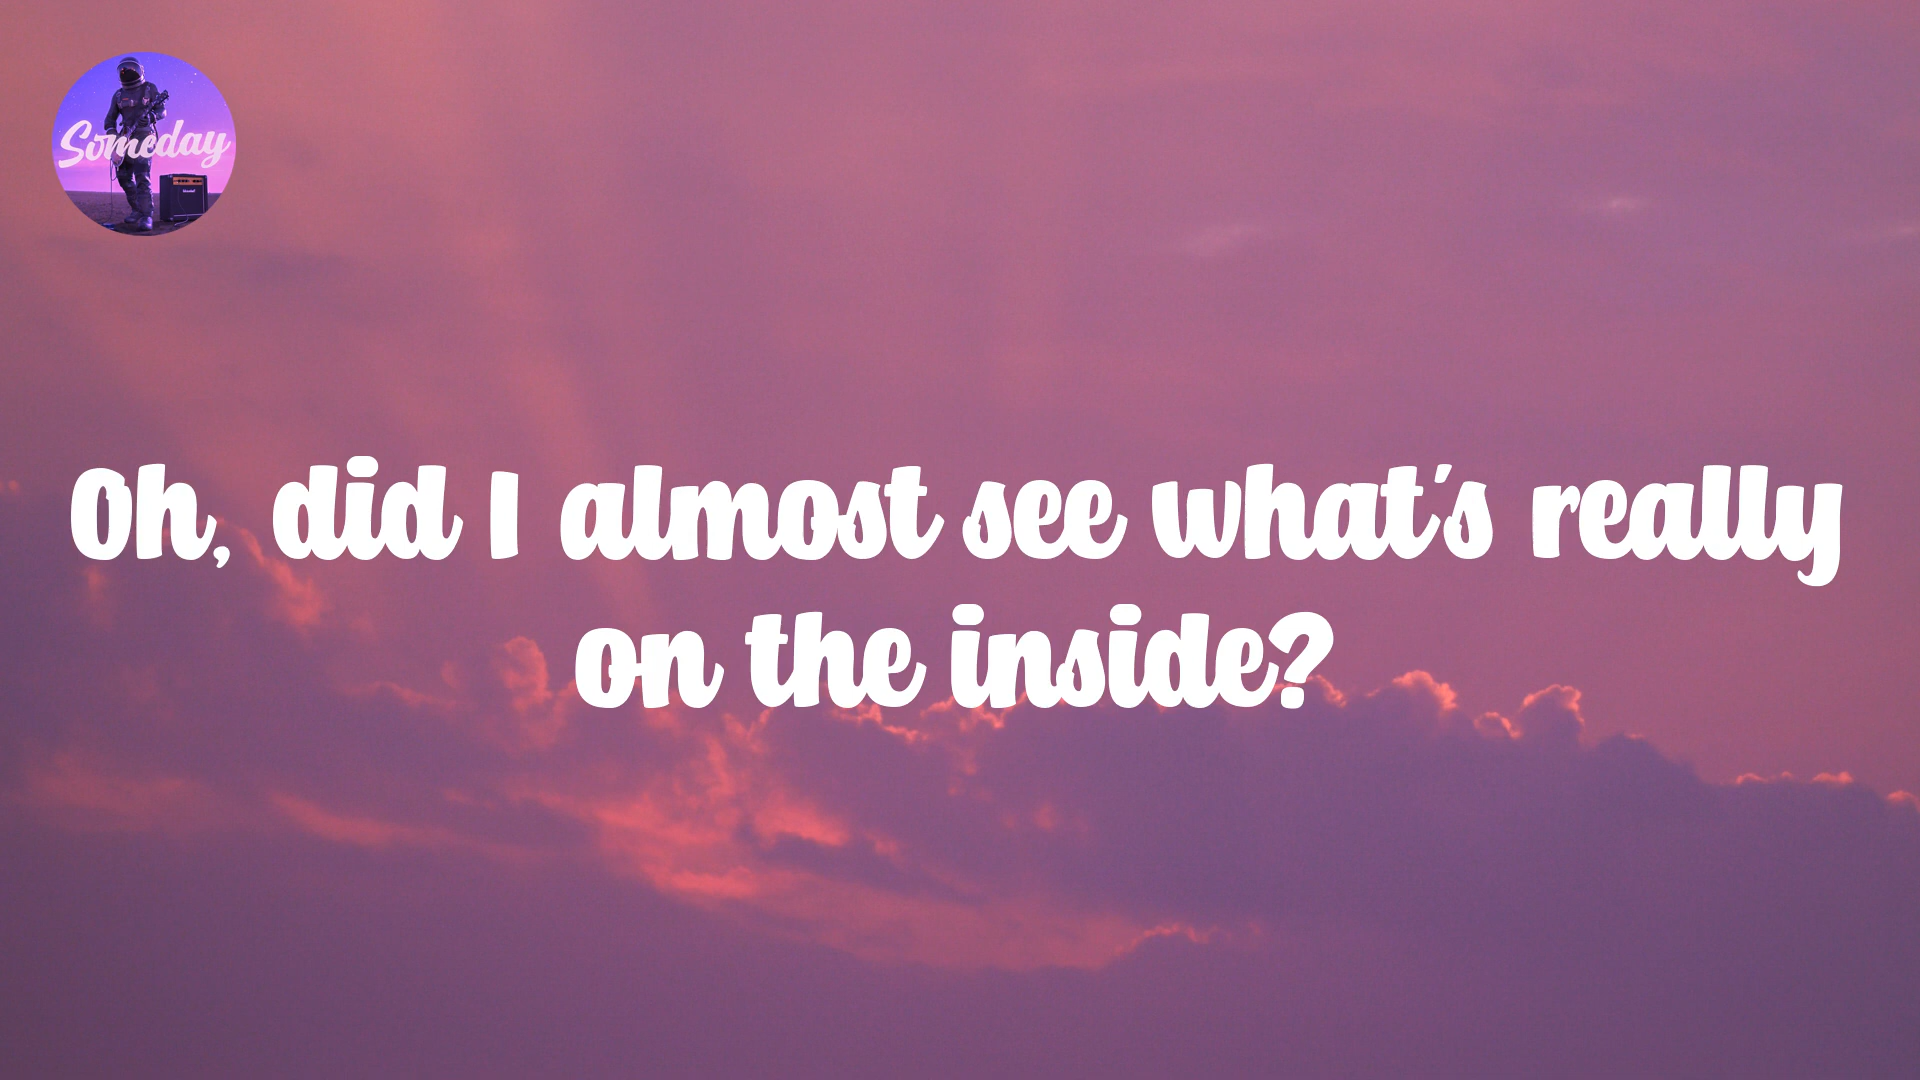 Someday
Oh, did I almost see what's really
on the inside?